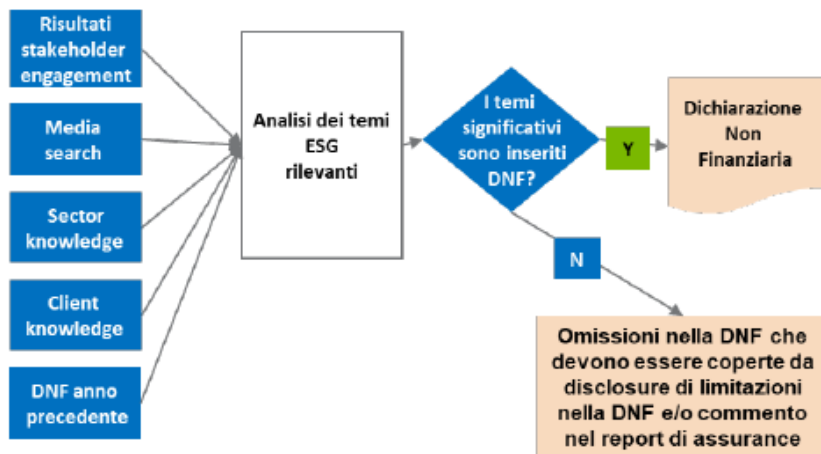 Risultati
stakeholder
engagement
Media
search
Sector
knowledge
Client
knowledge
DNF anno
precedente
Analisi dei temi
ESG
rilevanti
I temi
significativi
sono inseriti
DNF?
Y
Dichiarazione
Non
Finanziaria
N
Omissioni nella DNF che
devono essere coperte da
disclosure di limitazioni
nella DNF e/o commento
nel report di assurance